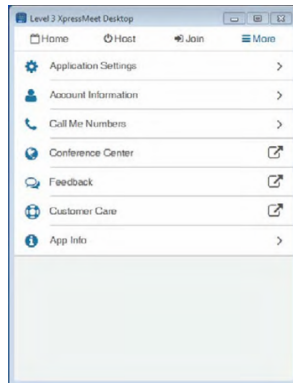 Level 3 XpressMeet Desktop
Home Host Join More
Application Settings
Account Information
Call Me Numbers
Conference Center
Feedback
Customer Care
App Info